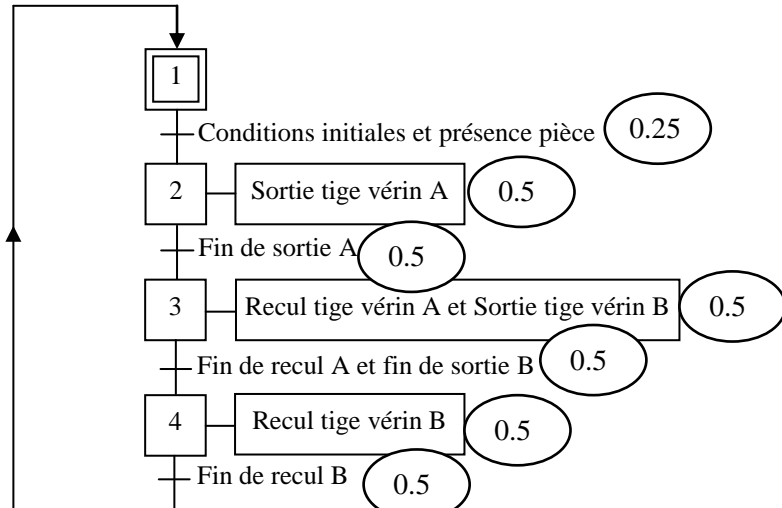 1
Conditions initiales et présence pièce 0.25
2 Sortie tige vérin A 0.5
Fin de sortie A 0.5
3 Recul tige vérin A et Sortie tige vérin B 0.5
Fin de recul A et fin de sortie B 0.5
4 Recul tige vérin B 0.5
Fin de recul B 0.5